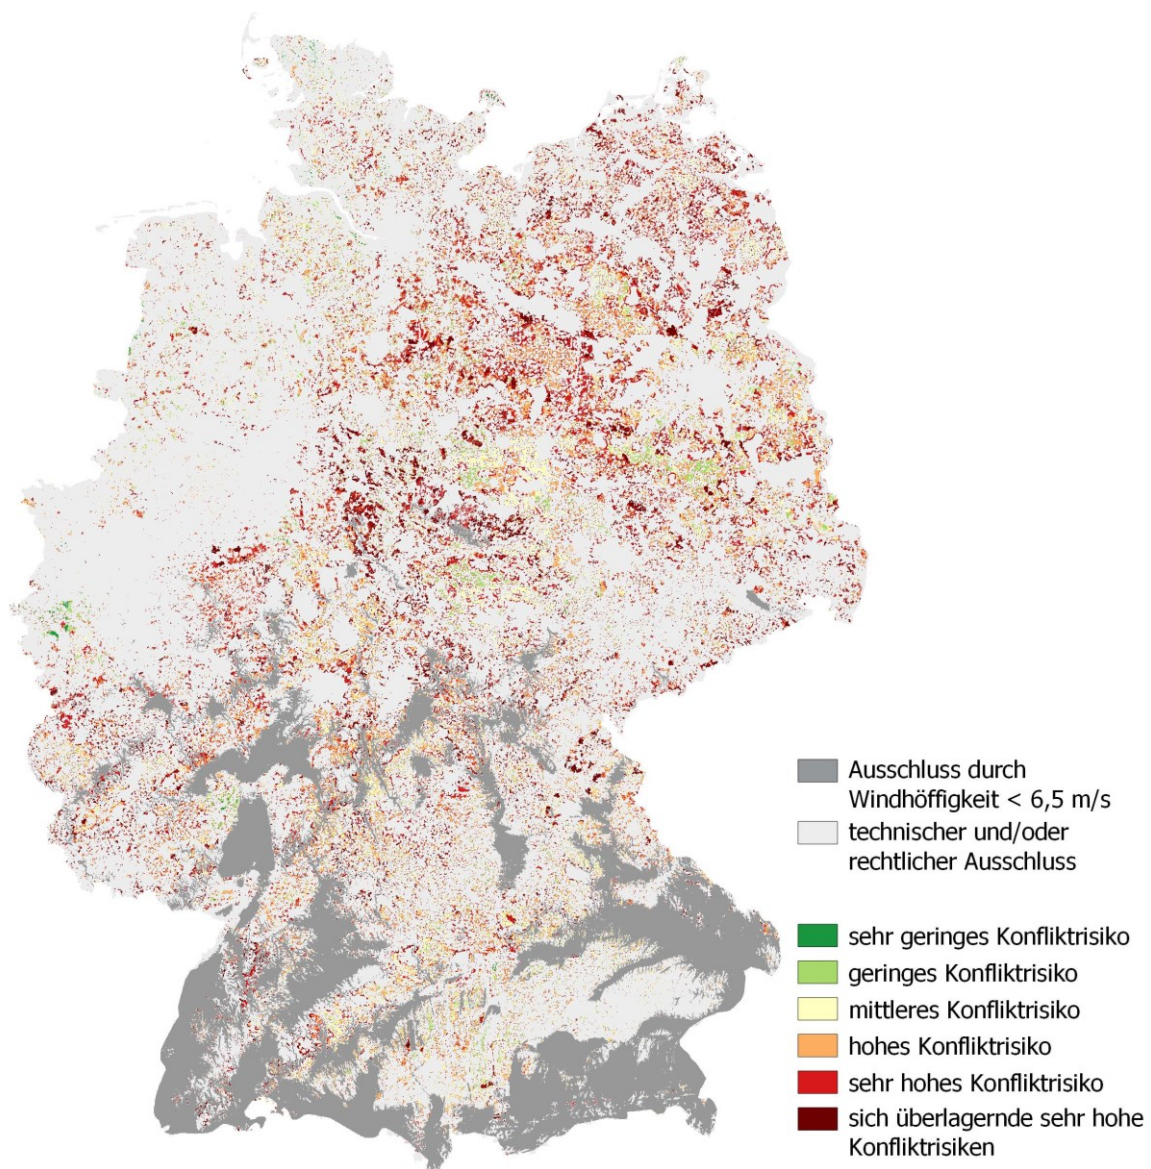 Ausschluss durch
Windhöffigkeit < 6,5 m/s
technischer und/oder
rechtlicher Ausschluss
sehr geringes Konfliktrisiko
geringes Konfliktrisiko
mittleres Konfliktrisiko
hohes Konfliktrisiko
sehr hohes Konfliktrisiko
sich überlagernde sehr hohe
Konfliktrisiken